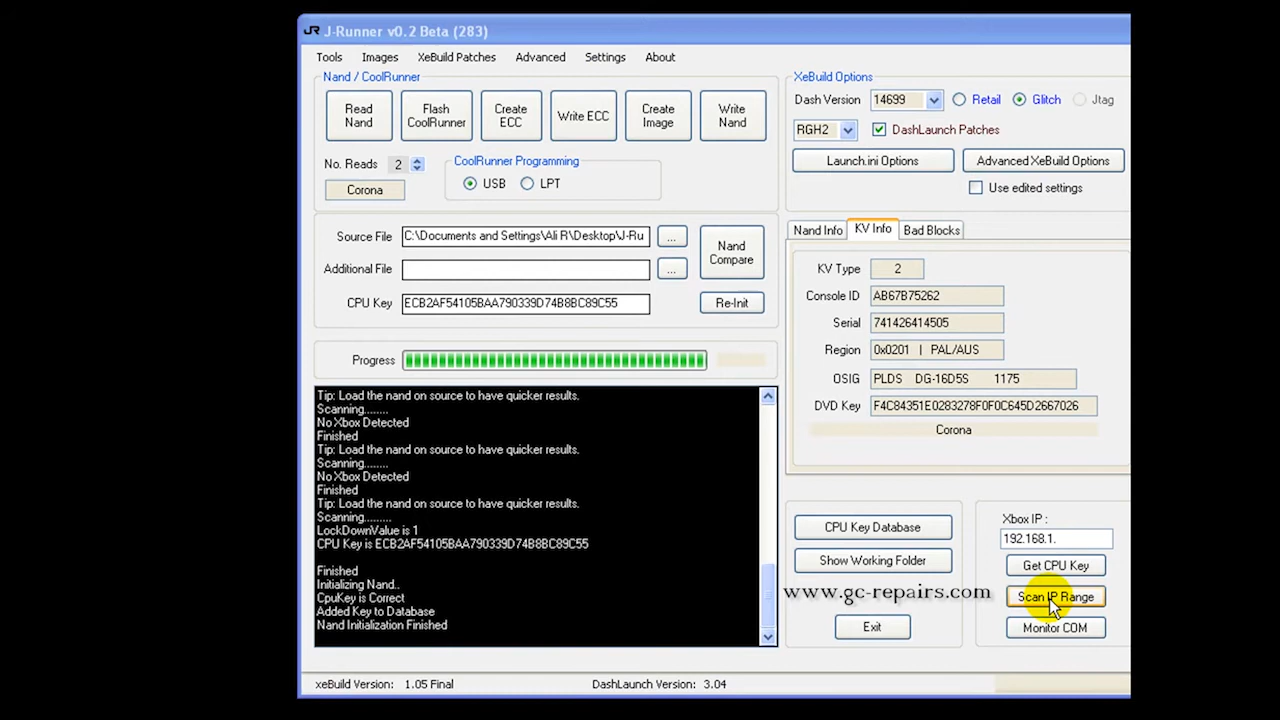 J-Runner v0.2 Beta (283)
Tools Images XeBuild Patches Advanced Settings About
Nand / CoolRunner
Read Nand
Flash CoolRunner
Create ECC
Write ECC
Create Image
Write Nand
No. Reads 2
Corona
CoolRunner Programming
USB LPT
Source File C:\Documents and Settings\Ali R\Desktop\J-Ru ...
Additional File ...
CPU Key ECB2AF54105BAA790339D74B8BC89C55
Nand Compare
Re-Init
Progress
Tip: Load the nand on source to have quicker results.
Scanning........
No Xbox Detected
Finished
Tip: Load the nand on source to have quicker results.
Scanning........
No Xbox Detected
Finished
Tip: Load the nand on source to have quicker results.
Scanning.........
LockDownValue is 1
CPU Key is ECB2AF54105BAA790339D74B8BC89C55
Finished
Initializing Nand..
CpuKey is Correct
Added Key to Database
Nand Initialization Finished
XeBuild Options
Dash Version 14699 Retail Glitch Jtag
RGH2 DashLaunch Patches
Launch.ini Options Advanced XeBuild Options
Use edited settings
Nand Info KV Info Bad Blocks
KV Type 2
Console ID AB67B75262
Serial 741426414505
Region 0x0201 | PAL/AUS
OSIG PLDS DG-16D5S 1175
DVD Key F4C84351E0283278F0F0C645D2667026
Corona
CPU Key Database
Show Working Folder
www.gc-repairs.com
Exit
Xbox IP :
192.168.1.
Get CPU Key
Scan IP Range
Monitor COM
xeBuild Version: 1.05 Final DashLaunch Version: 3.04